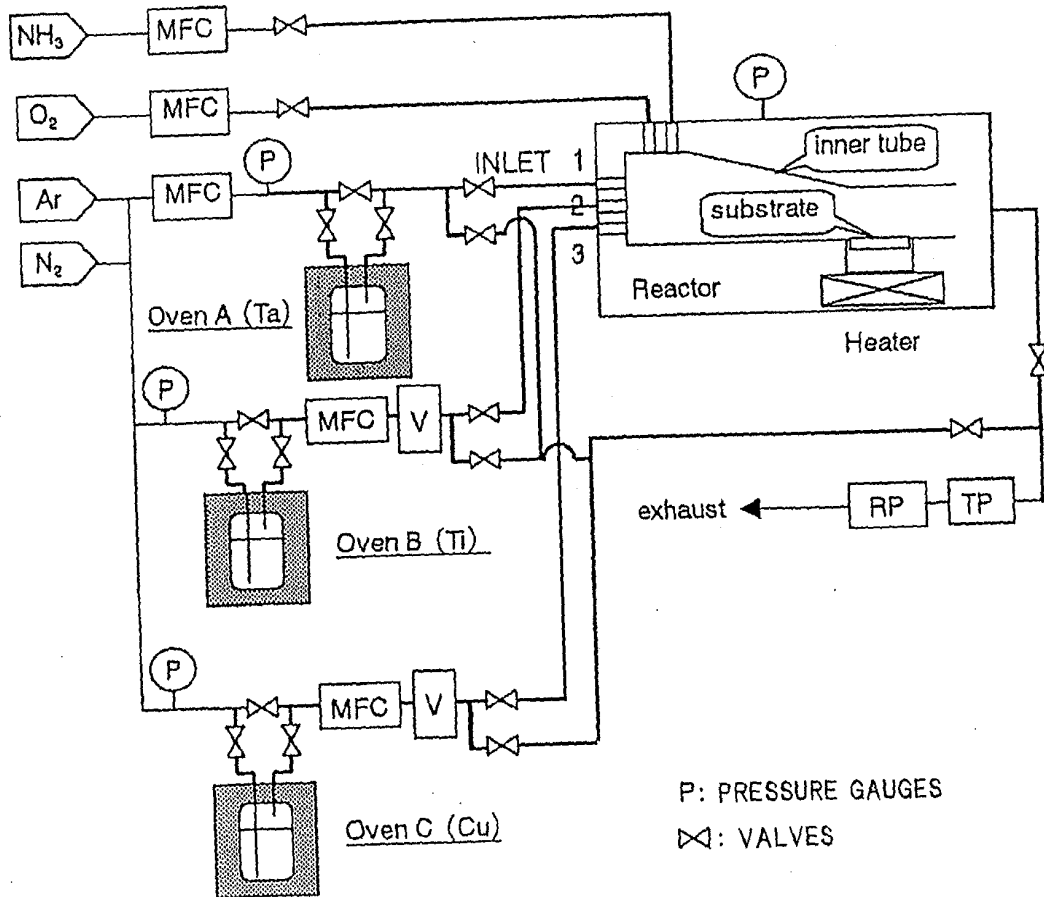 NH₃
MFC
O₂
MFC
P
P
INLET 1
inner tube
Ar
MFC
2
substrate
N₂
3
Reactor
Oven A (Ta)
Heater
P
MFC
V
exhaust
RP
TP
Oven B (Ti)
P
MFC
V
P: PRESSURE GAUGES
Oven C (Cu)
: VALVES